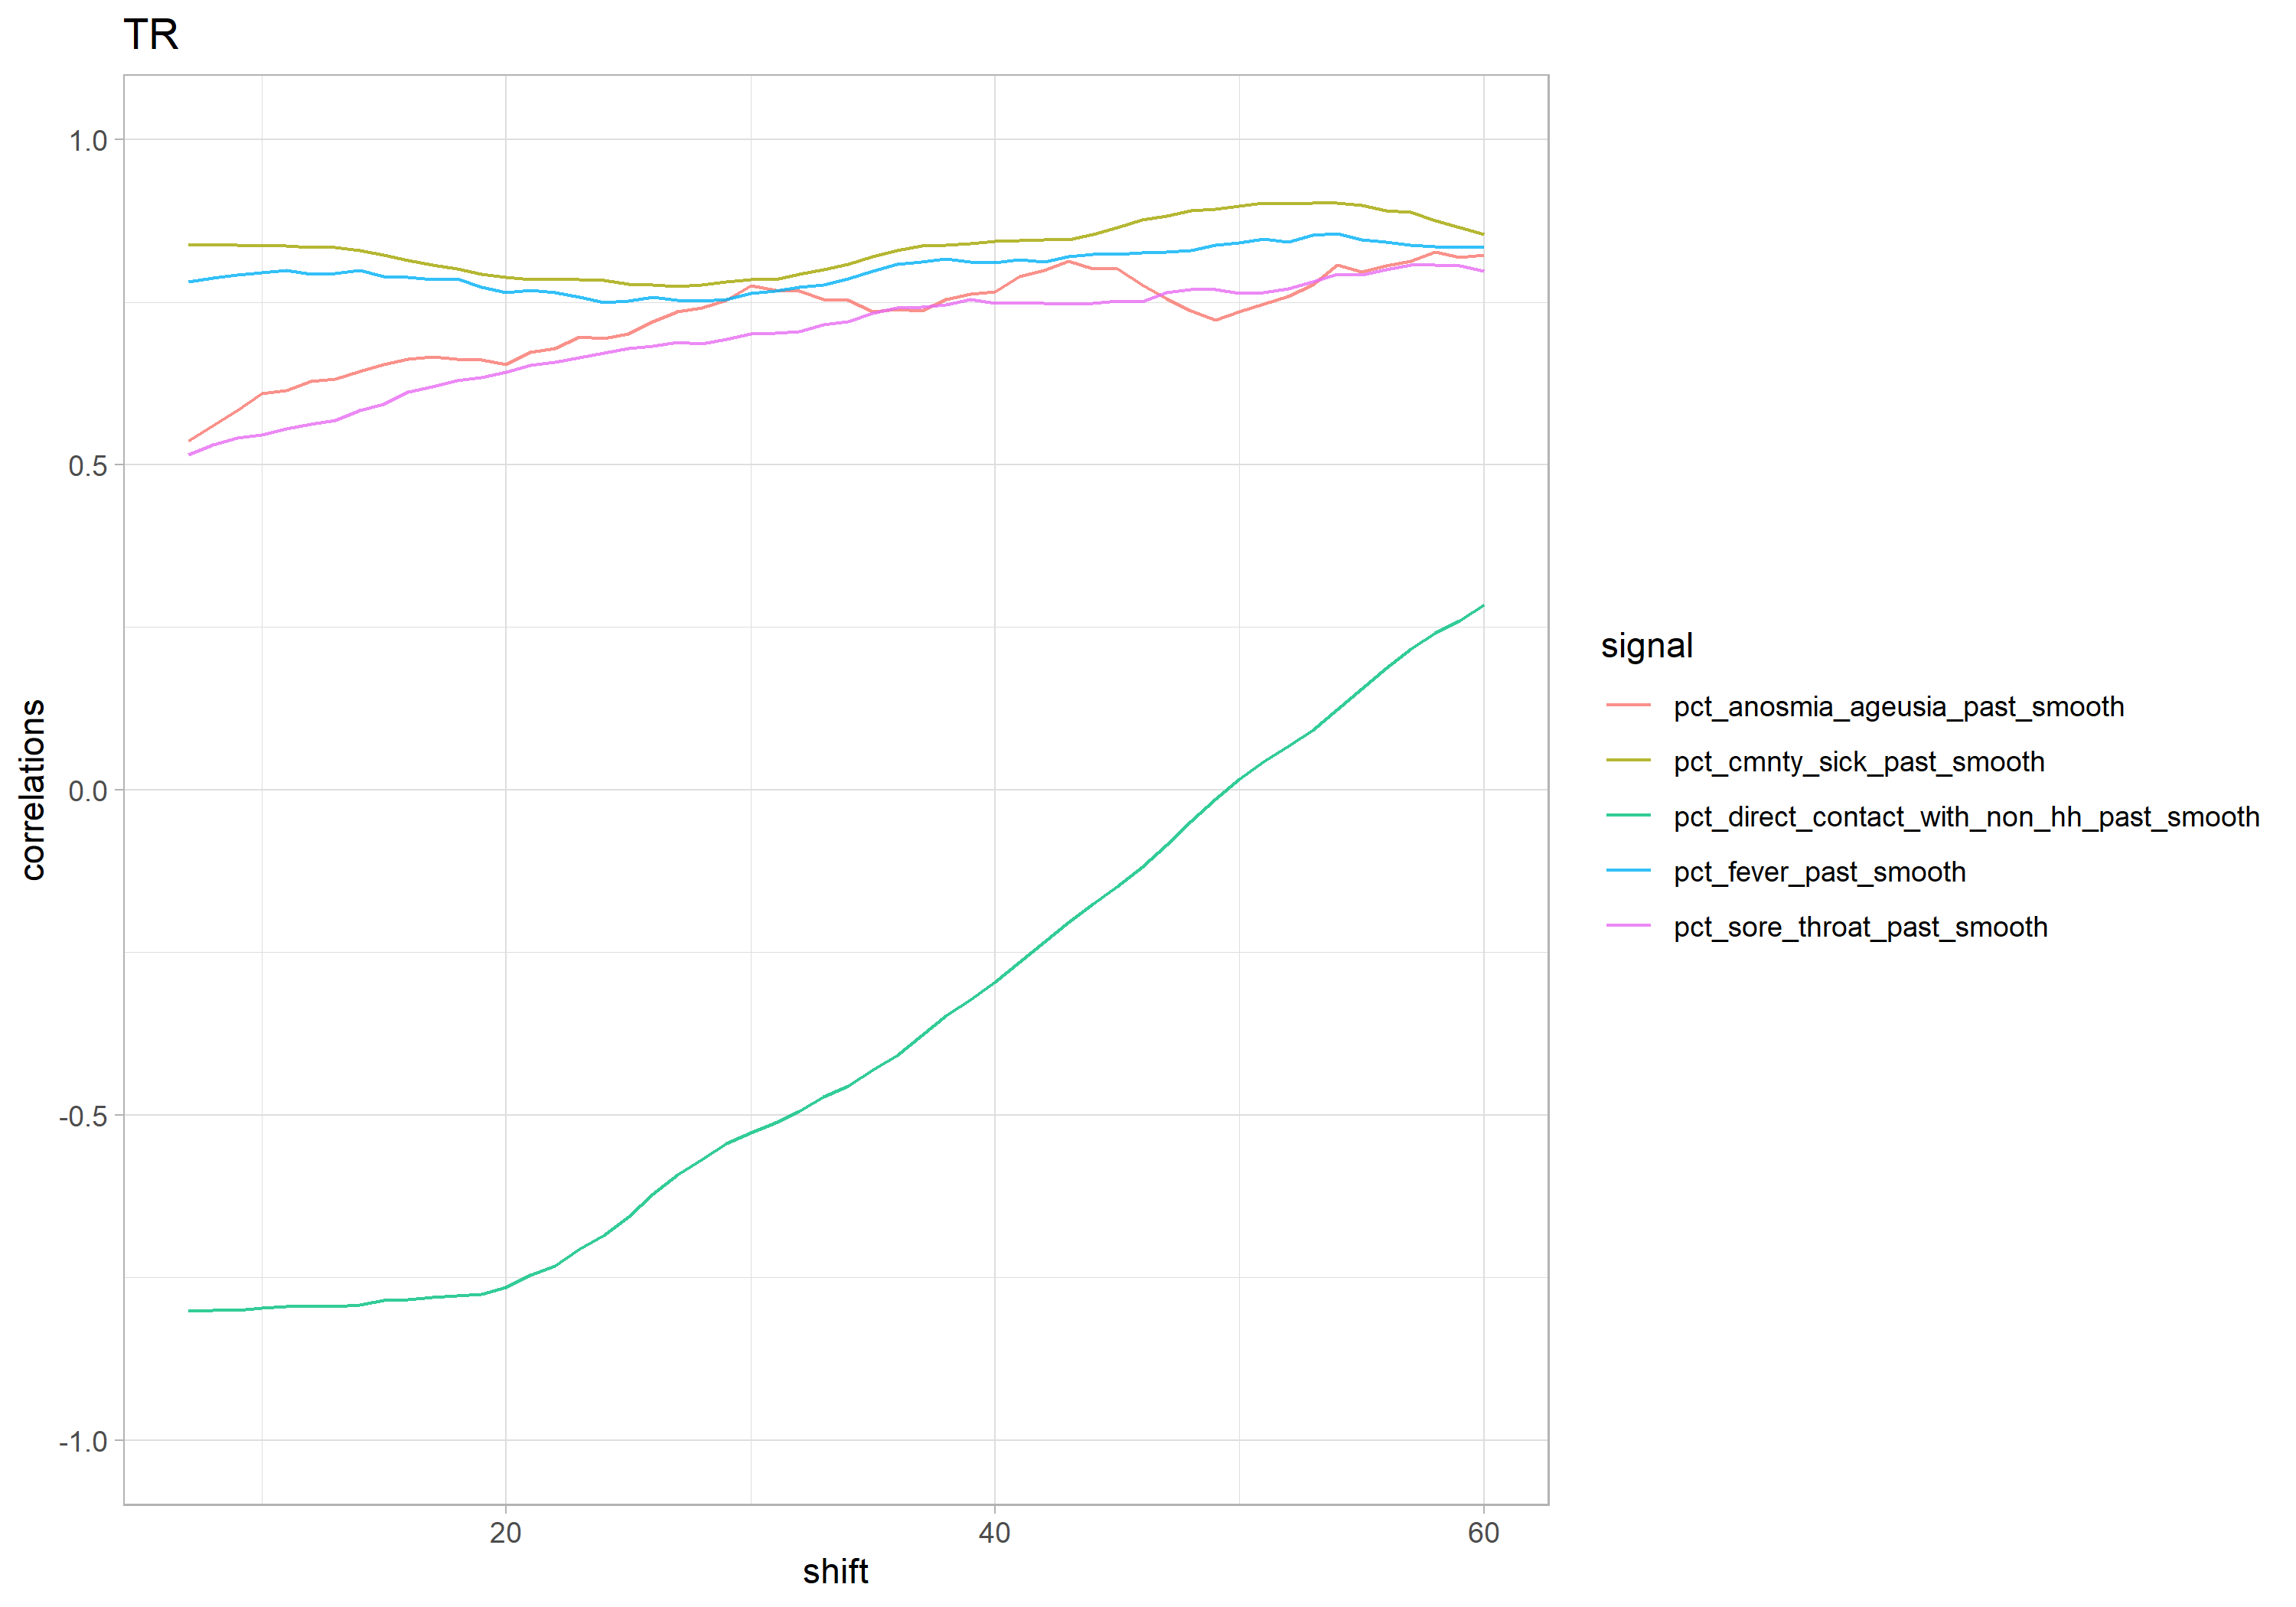 TR
1.0
0.5
0.0
-0.5
-1.0
correlations
20 40 60
shift
signal
pct_anosmia_ageusia_past_smooth
pct_cmnty_sick_past_smooth
pct_direct_contact_with_non_hh_past_smooth
pct_fever_past_smooth
pct_sore_throat_past_smooth